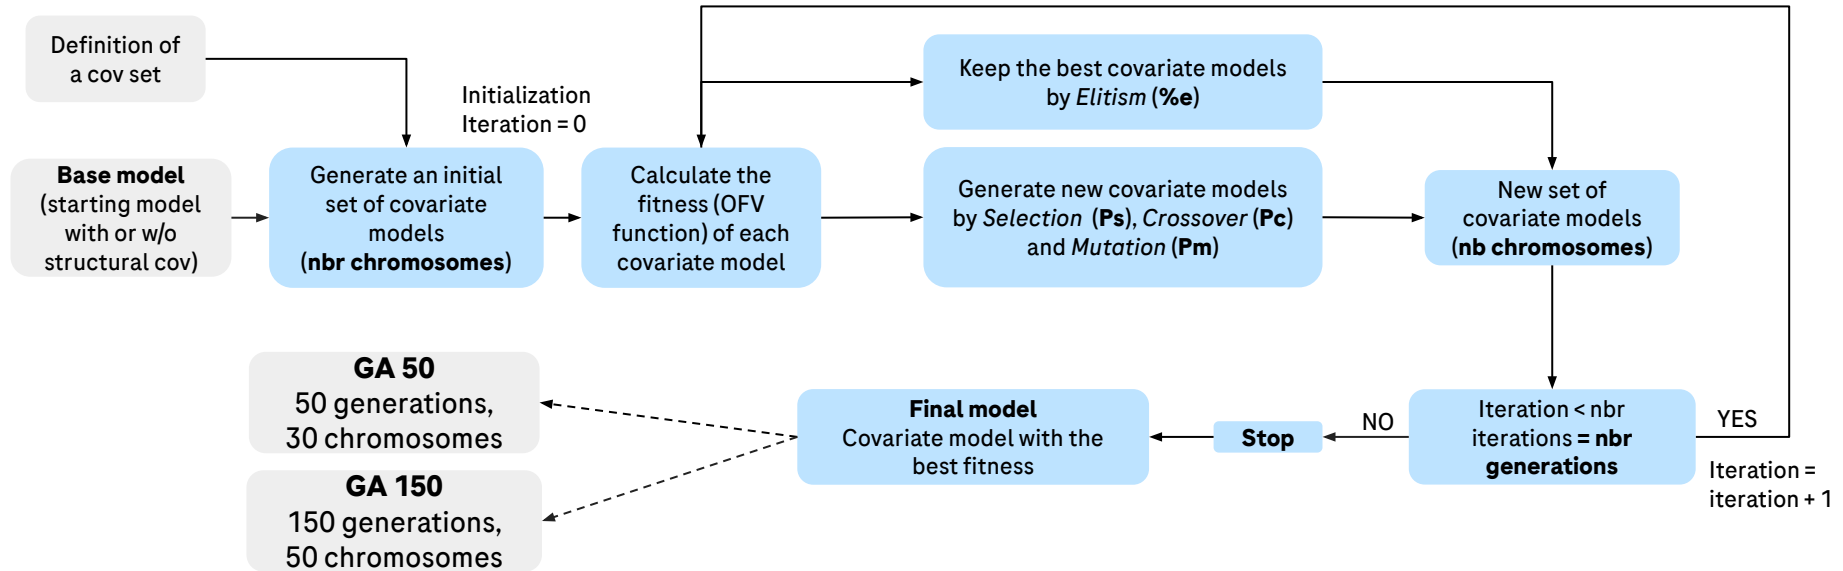 Definition of
a cov set
Base model
(starting model
with or w/o
structural cov)
Generate an initial
set of covariate
models
(nbr chromosomes)
Initialization
Iteration = 0
Calculate the
fitness (OFV
function) of each
covariate model
Keep the best covariate models
by Elitism (%e)
Generate new covariate models
by Selection (Ps), Crossover (Pc)
and Mutation (Pm)
New set of
covariate models
(nb chromosomes)
Iteration < nbr
iterations = nbr
generations
YES
Iteration =
iteration + 1
NO
Stop
Final model
Covariate model with the
best fitness
GA 50
50 generations,
30 chromosomes
GA 150
150 generations,
50 chromosomes